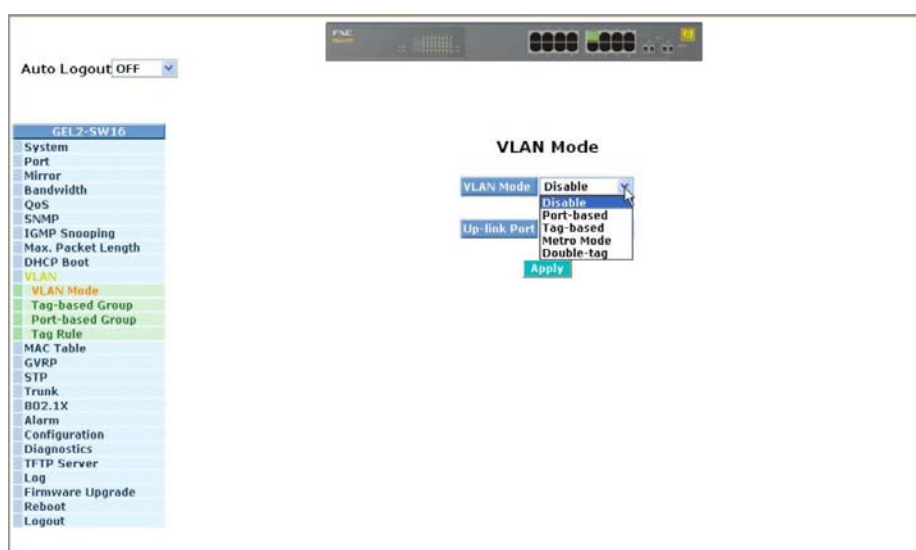 Auto Logout OFF
GEL2-SW16
System
Port
Mirror
Bandwidth
QoS
SNMP
IGMP Snooping
Max. Packet Length
DHCP Boot
VLAN
VLAN Mode
Tag-based Group
Port-based Group
Tag Rule
MAC Table
GVRP
STP
Trunk
802.1X
Alarm
Configuration
Diagnostics
TFTP Server
Log
Firmware Upgrade
Reboot
Logout
VLAN Mode
VLAN Mode Disable
Disable
Port-based
Up-link Port Tag-based
Metro Mode
Double-tag
Apply